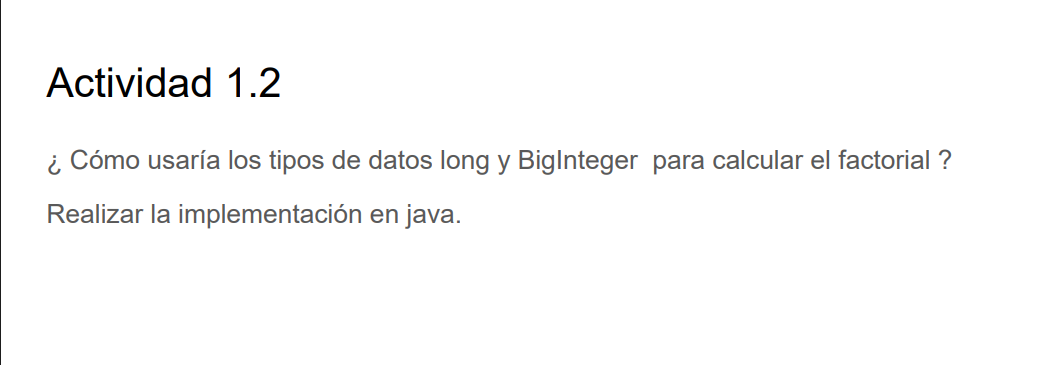 Actividad 1.2
¿ Cómo usaría los tipos de datos long y BigInteger  para calcular el factorial ?
Realizar la implementación en java.